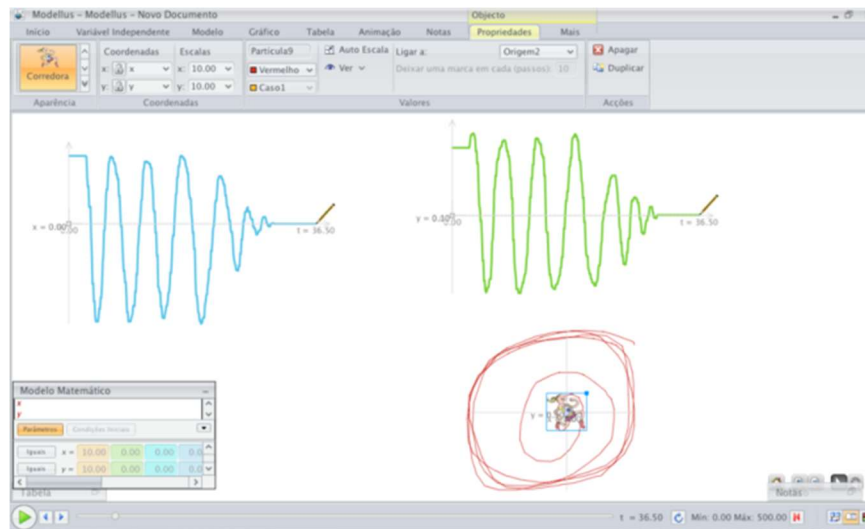 Modellus - Modellus - Novo Documento
Objecto
Início Variável Independente Modelo Gráfico Tabela Animação Notas Propriedades Mais
Coordenadas Escalas Partícula9 Auto Escala Ligar a: Origem2 Apagar
x: x x: 10.00 Vermelho Ver Deixar uma marca em cada (passos): 10 Duplicar
Corredora y: y y: 10.00 Caso1
Aparência Coordenadas Valores Acções
x = 0.00
0.00
t = 36.50
y = 0.00
0.00
t = 36.50
y =
Modelo Matemático
x
y
Parâmetros Condições Iniciais
Iguais x = 10.00 0.00 0.00 0.0
Iguais y = 10.00 0.00 0.00 0.0
Tabela
Notas
t = 36.50 Mín: 0.00 Máx: 500.00